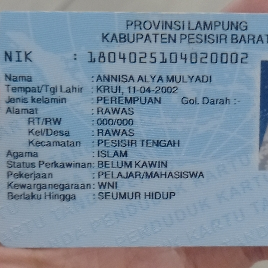 PROVINSI LAMPUNG
KABUPATEN PESISIR BARAT
NIK : 1804025104020002
Nama : ANNISA ALYA MULYADI
Tempat/Tgl Lahir : KRUI, 11-04-2002
Jenis kelamin : PEREMPUAN Gol. Darah :-
Alamat : RAWAS
RT/RW : 000/000
Kel/Desa : RAWAS
Kecamatan : PESISIR TENGAH
Agama : ISLAM
Status Perkawinan: BELUM KAWIN
Pekerjaan : PELAJAR/MAHASISWA
Kewarganegaraan: WNI
Berlaku Hingga : SEUMUR HIDUP